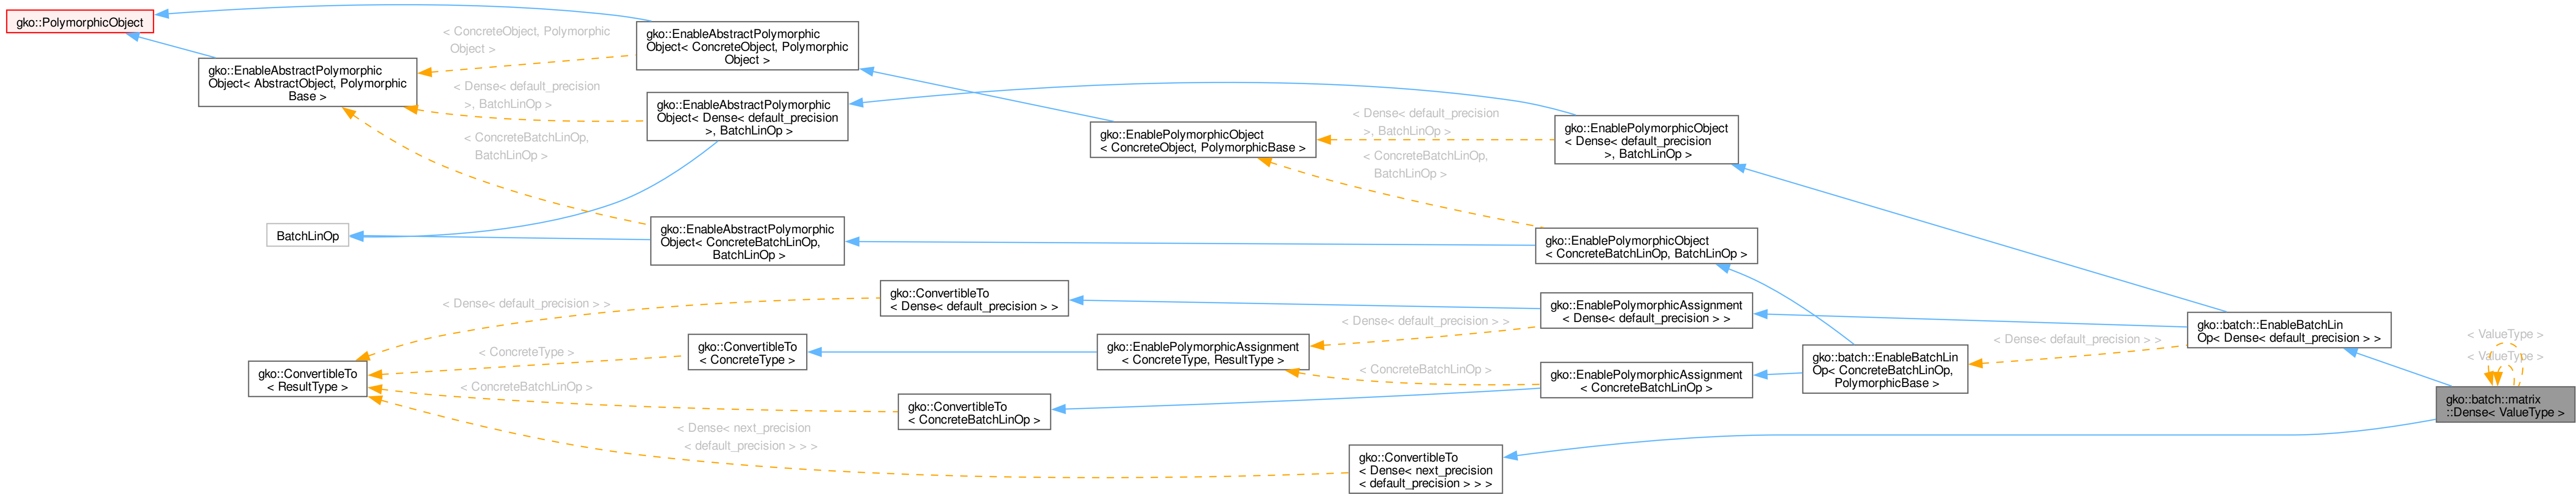 gko::PolymorphicObject
gko::EnableAbstractPolymorphic
Object< AbstractObject, Polymorphic
Base >
BatchLinOp
gko::ConvertibleTo
< ResultType >
< ConcreteObject, Polymorphic
Object >
< Dense< default_precision
>, BatchLinOp >
< ConcreteBatchLinOp,
BatchLinOp >
< Dense< default_precision > >
< ConcreteType >
< ConcreteBatchLinOp >
< Dense< next_precision
< default_precision > > >
gko::EnableAbstractPolymorphic
Object< ConcreteObject, Polymorphic
Object >
gko::EnableAbstractPolymorphic
Object< Dense< default_precision
>, BatchLinOp >
gko::EnableAbstractPolymorphic
Object< ConcreteBatchLinOp,
BatchLinOp >
gko::ConvertibleTo
< Dense< default_precision > >
gko::ConvertibleTo
< ConcreteType >
gko::ConvertibleTo
< ConcreteBatchLinOp >
gko::EnablePolymorphicObject
< ConcreteObject, PolymorphicBase >
gko::EnablePolymorphicAssignment
< ConcreteType, ResultType >
< Dense< default_precision
>, BatchLinOp >
< ConcreteBatchLinOp,
BatchLinOp >
< Dense< default_precision > >
< ConcreteBatchLinOp >
gko::ConvertibleTo
< Dense< next_precision
< default_precision > > >
gko::EnablePolymorphicObject
< Dense< default_precision
>, BatchLinOp >
gko::EnablePolymorphicObject
< ConcreteBatchLinOp, BatchLinOp >
gko::EnablePolymorphicAssignment
< Dense< default_precision > >
gko::EnablePolymorphicAssignment
< ConcreteBatchLinOp >
gko::batch::EnableBatchLin
Op< ConcreteBatchLinOp,
PolymorphicBase >
< Dense< default_precision > >
gko::batch::EnableBatchLin
Op< Dense< default_precision > >
< ValueType >
< ValueType >
gko::batch::matrix
::Dense< ValueType >